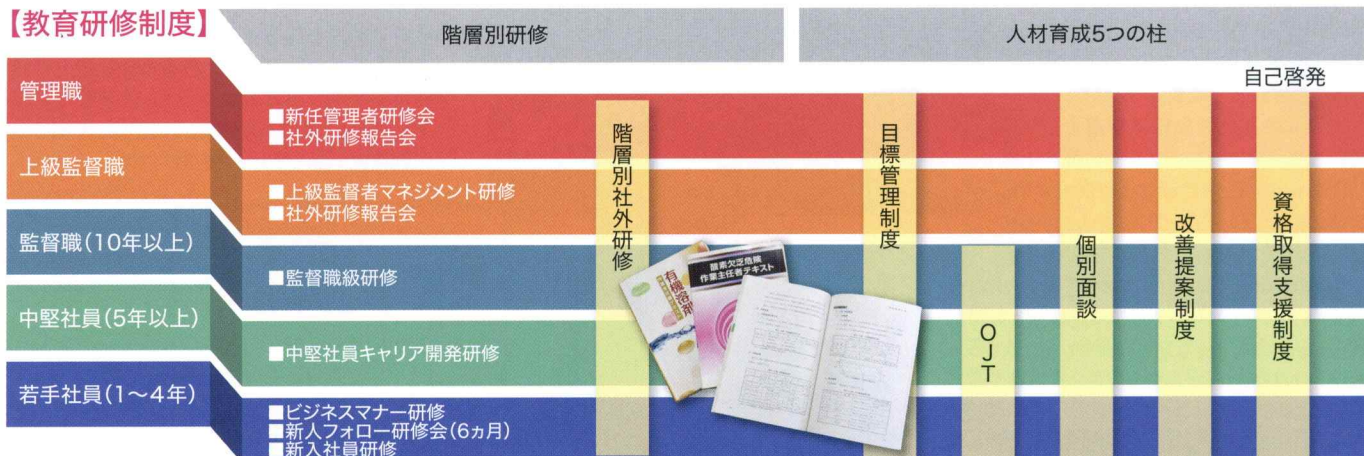 【教育研修制度】
階層別研修
人材育成5つの柱
自己啓発
管理職
■新任管理者研修会
■社外研修報告会
上級監督職
■上級監督者マネジメント研修
■社外研修報告会
監督職(10年以上)
■監督職級研修
中堅社員(5年以上)
■中堅社員キャリア開発研修
若手社員(1〜4年)
■ビジネスマナー研修
■新人フォロー研修会(6ヵ月)
■新入社員研修
階層別社外研修
有機溶剤
酸素欠乏危険
作業主任者テキスト
目標管理制度
OJT
個別面談
改善提案制度
資格取得支援制度